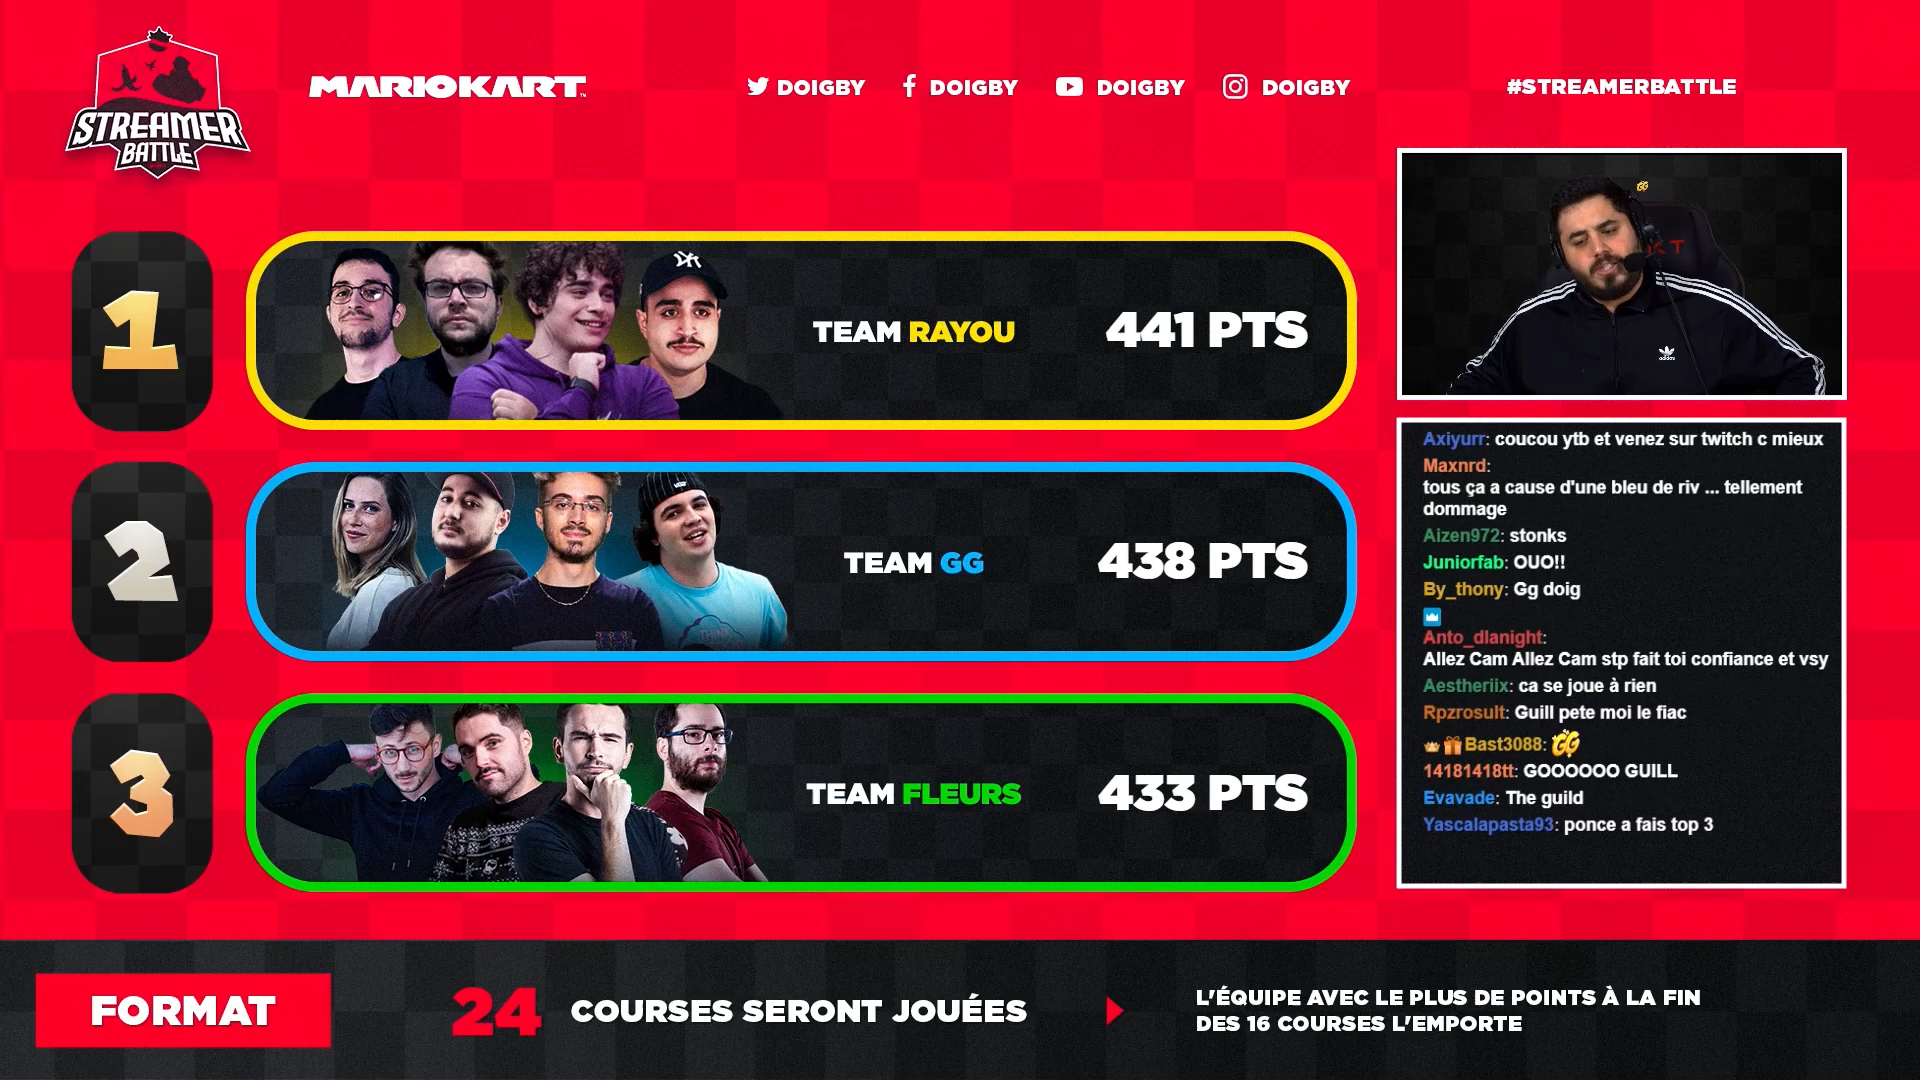 STREAMER
BATTLE
MARIOKART™
DOIGBY
DOIGBY
DOIGBY
DOIGBY
#STREAMERBATTLE
1
TEAM RAYOU
441 PTS
2
TEAM GG
438 PTS
3
TEAM FLEURS
433 PTS
adidas
Axiyurr: coucou ytb et venez sur twitch c mieux
Maxnrd:
tous ça a cause d'une bleu de riv ... tellement
dommage
Aizen972: stonks
Juniorfab: OUO!!
By_thony: Gg doig
Anto_dlanight:
Allez Cam Allez Cam stp fait toi confiance et vsy
Aestheriix: ca se joue à rien
Rpzrosult: Guill pete moi le fiac
Bast3088: GG
14181418tt: GOOOOOO GUILL
Evavade: The guild
Yascalapasta93: ponce a fais top 3
FORMAT
24 COURSES SERONT JOUÉES
L'ÉQUIPE AVEC LE PLUS DE POINTS À LA FIN
DES 16 COURSES L'EMPORTE